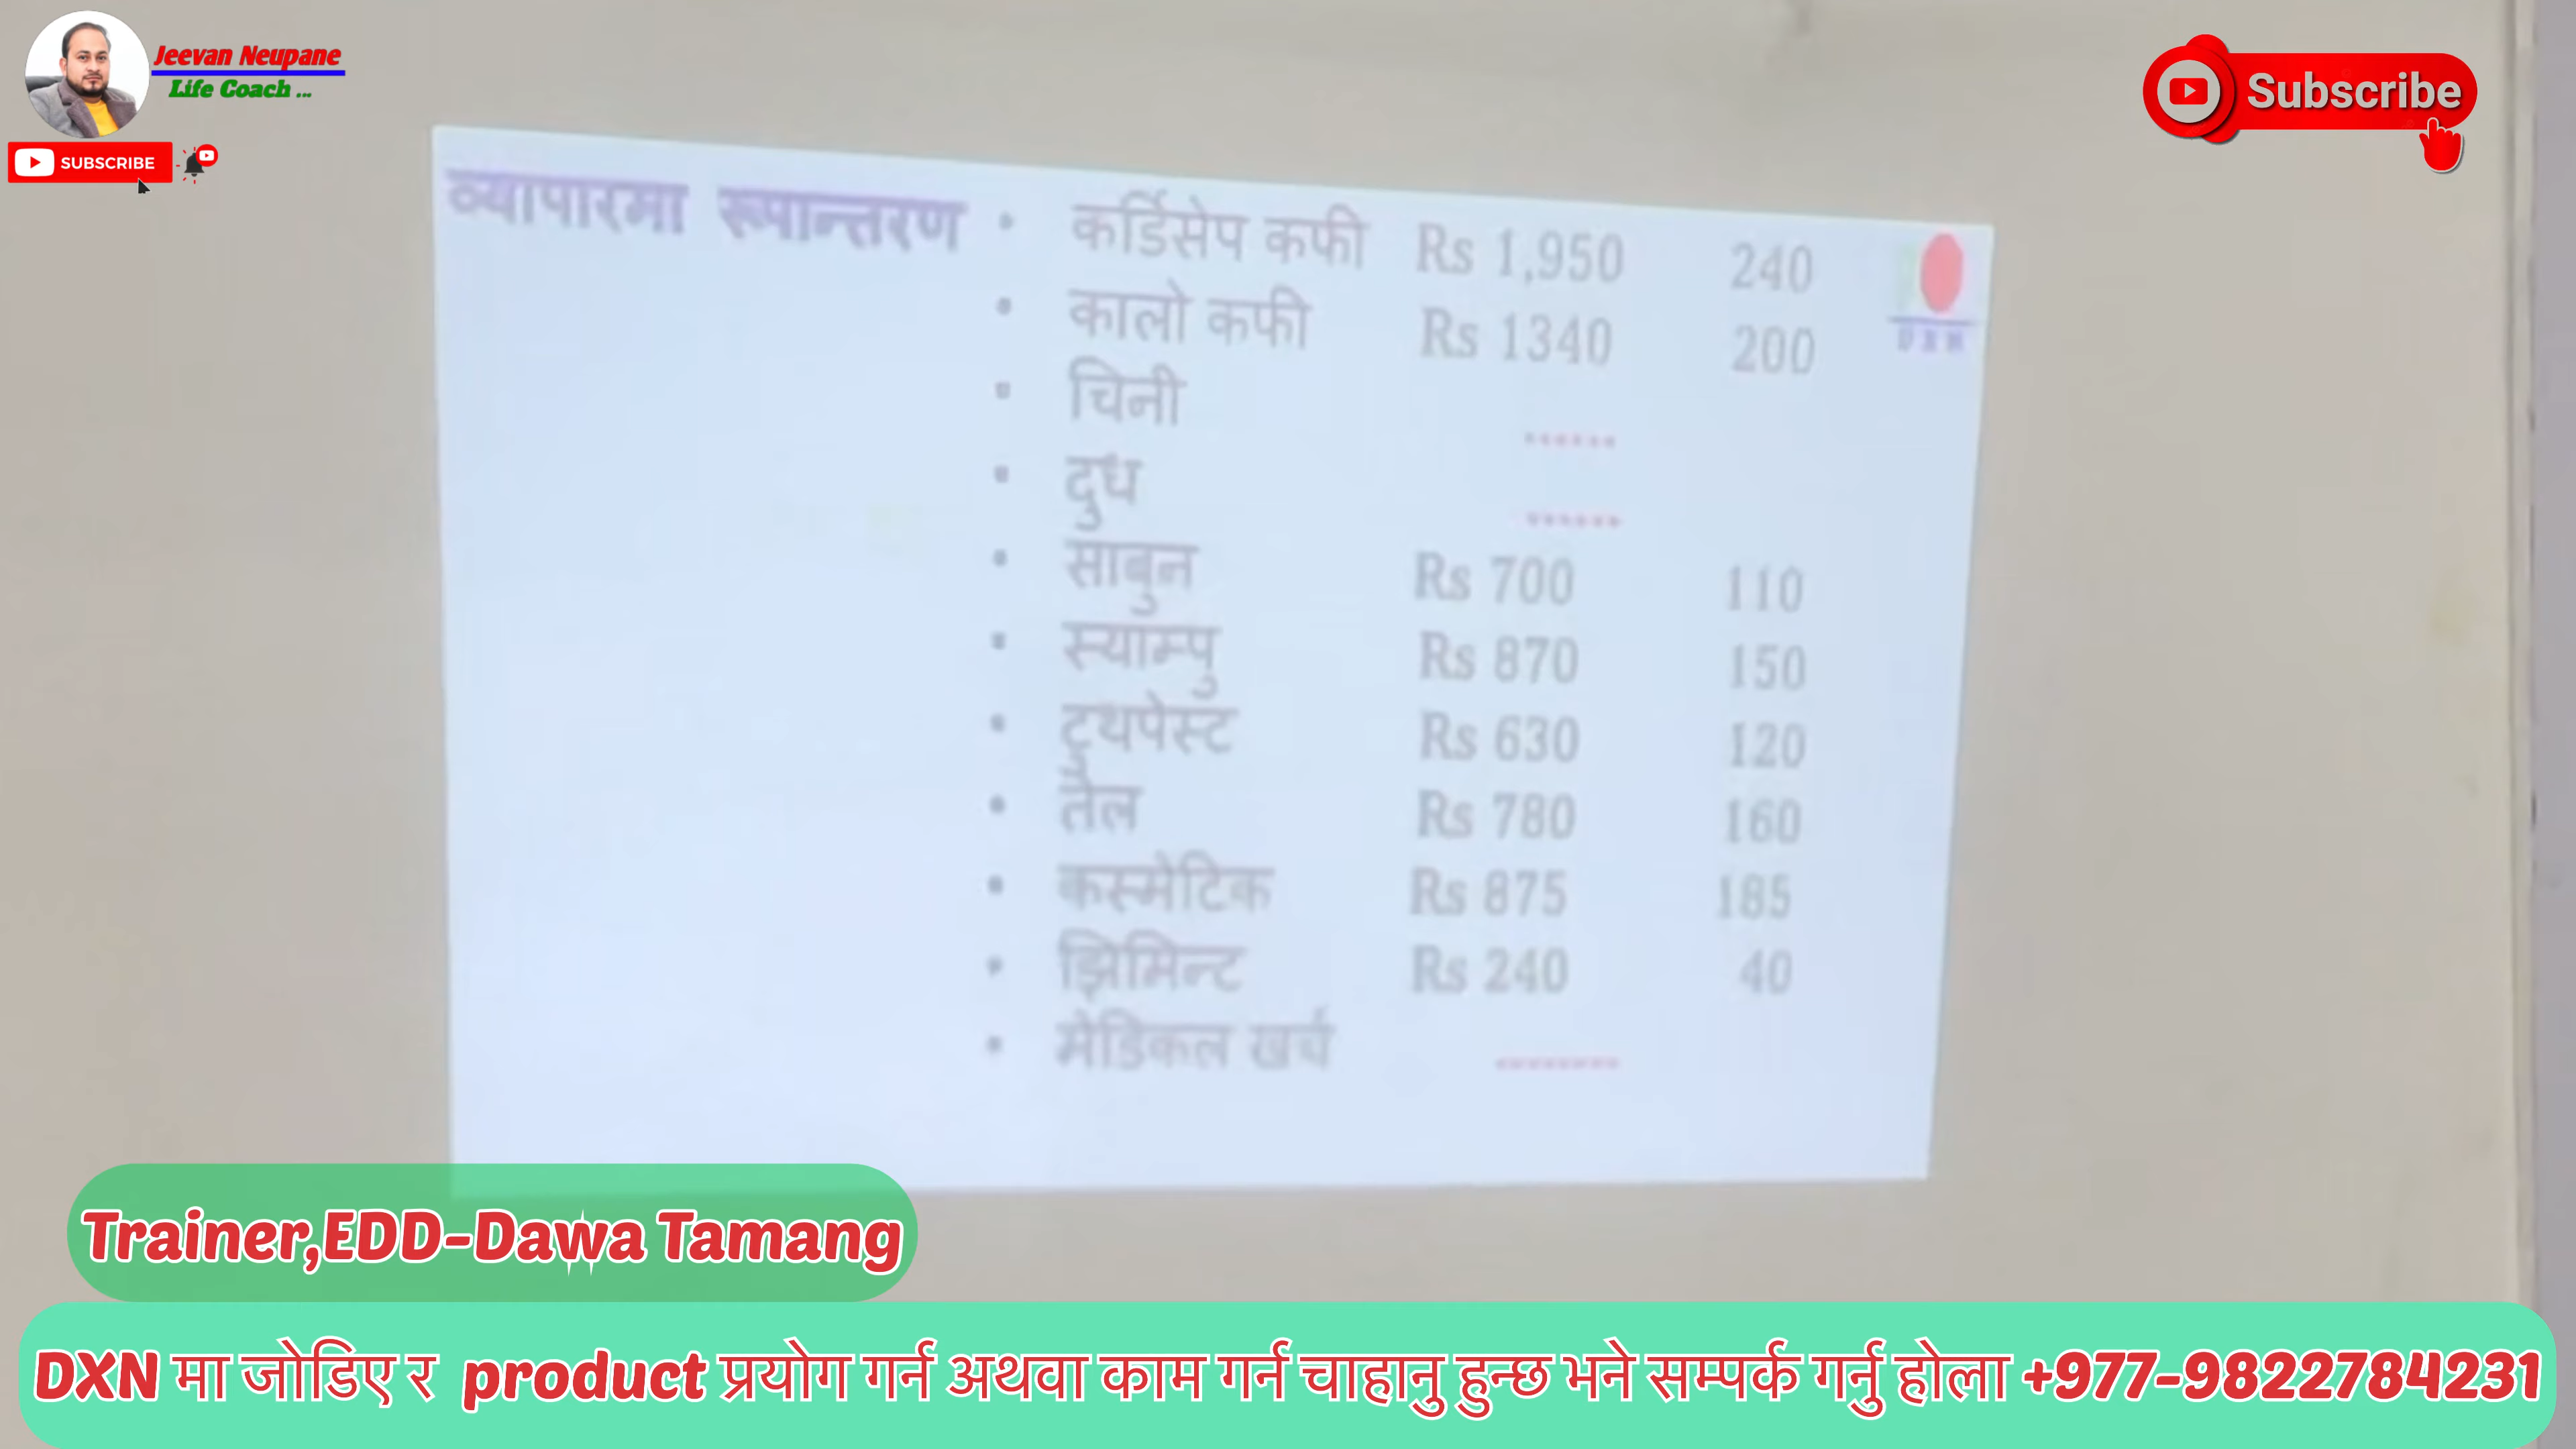 Jeevan Neupane
Life Coach ...
SUBSCRIBE
Subscribe
व्यापारमा रूपान्तरण
• कर्डिसेप कफी Rs 1,950 240
• कालो कफी Rs 1340 200
• चिनी ......
• दुध ......
• साबुन Rs 700 110
• स्याम्पु Rs 870 150
• टुथपेस्ट Rs 630 120
• तेल Rs 780 160
• कस्मेटिक Rs 875 185
• झिमिन्ट Rs 240 40
• मेडिकल खर्च ........
DXN
Trainer,EDD-Dawa Tamang
DXN मा जोडिए र product प्रयोग गर्न अथवा काम गर्न चाहानु हुन्छ भने सम्पर्क गर्नु होला +977-9822784231